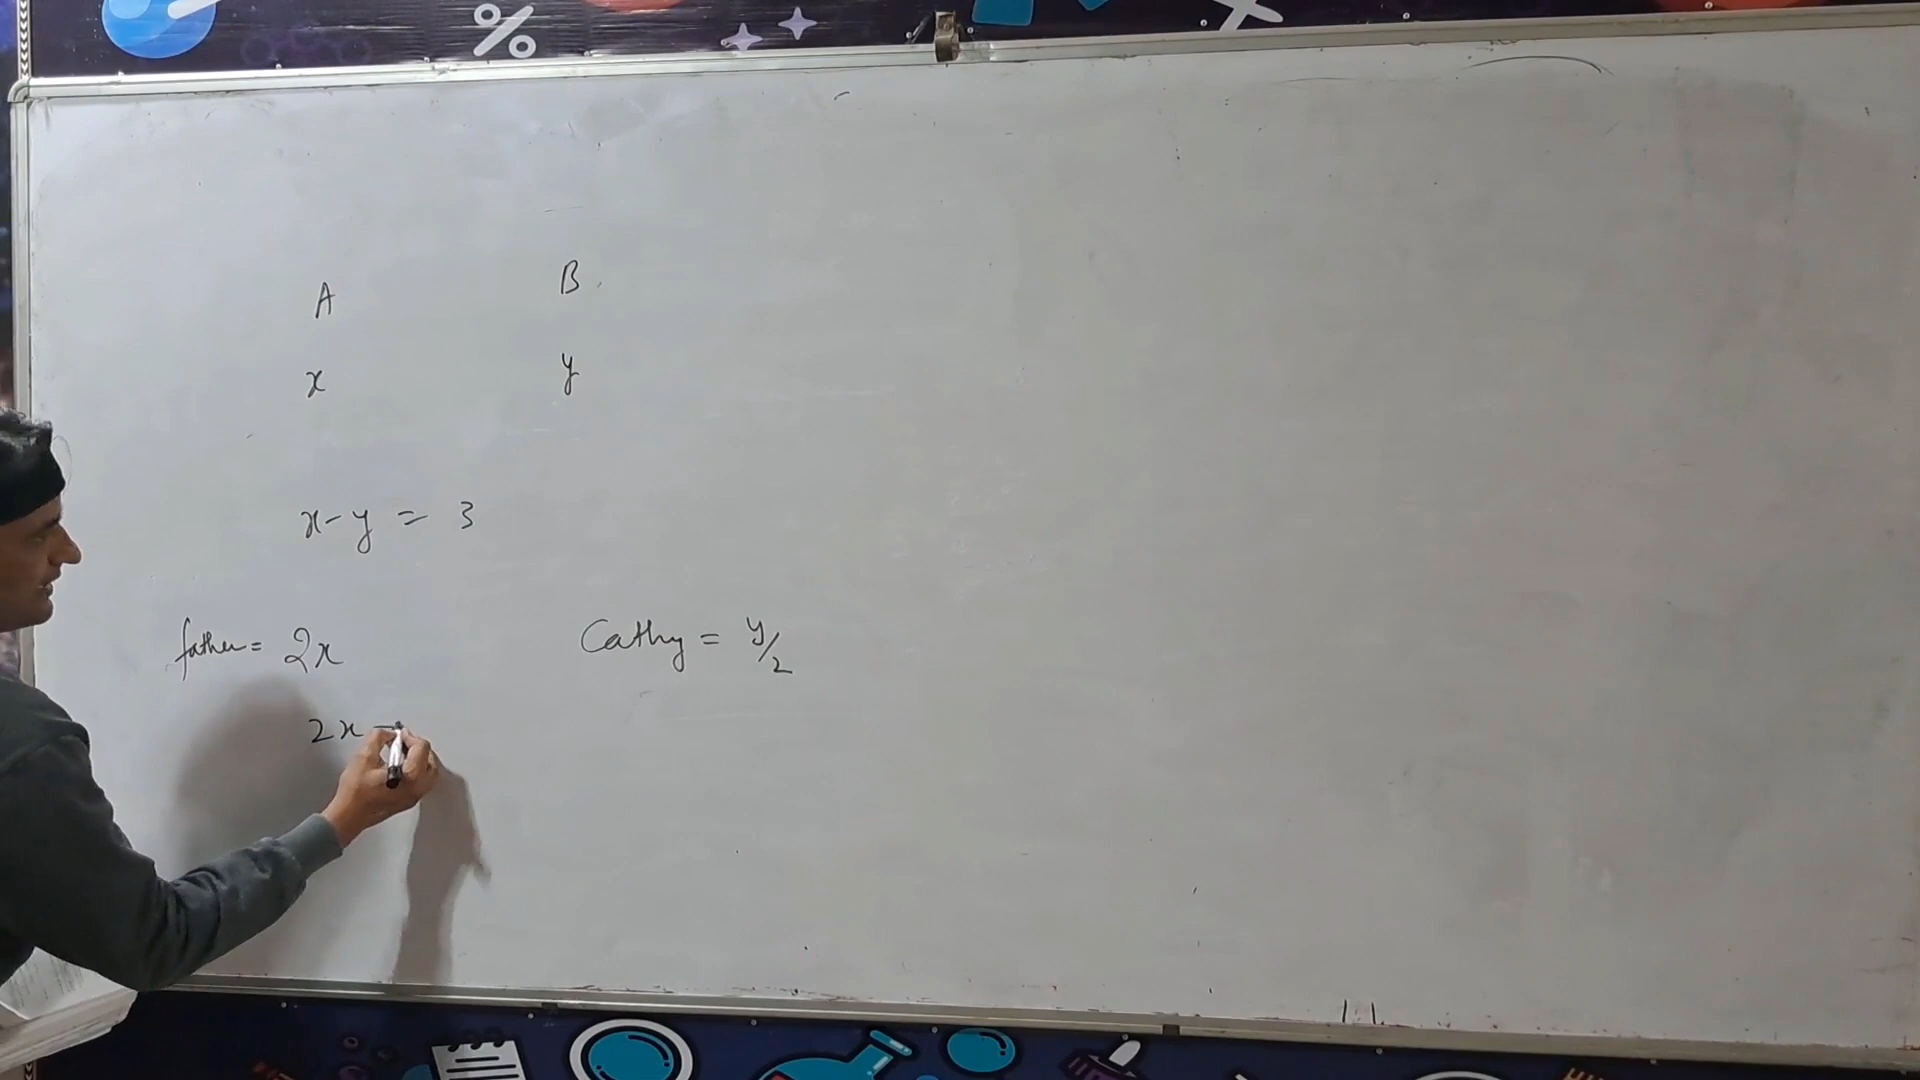 %
A B
x y
x - y = 3
father = 2x Cathy = y/2
2x -